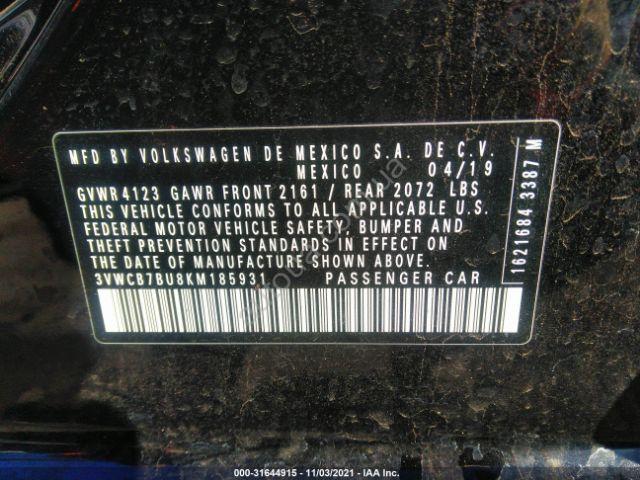 MFD BY VOLKSWAGEN DE MEXICO S.A. DE C.V.
MEXICO 04/19
GVWR 4123 GAWR FRONT 2161 / REAR 2072 LBS
THIS VEHICLE CONFORMS TO ALL APPLICABLE U.S.
FEDERAL MOTOR VEHICLE SAFETY, BUMPER AND
THEFT PREVENTION STANDARDS IN EFFECT ON
THE DATE OF MANUFACTURE SHOWN ABOVE.
3VWCB7BU8KM185931 PASSENGER CAR
1621684 3387 M
000-31644915 - 11/03/2021 - IAA Inc.